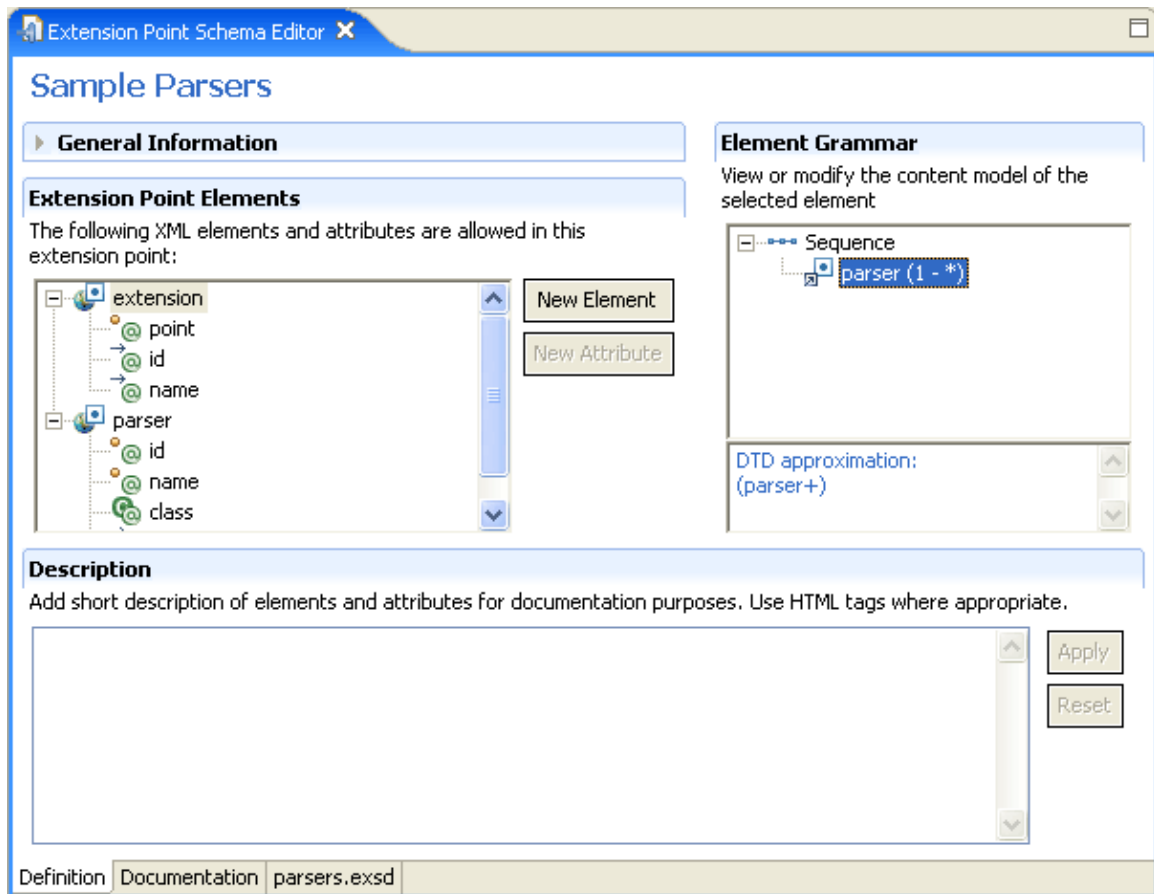 Extension Point Schema Editor
Sample Parsers
General Information
Extension Point Elements
The following XML elements and attributes are allowed in this
extension point:
extension
point
id
name
parser
id
name
class
New Element
New Attribute
Element Grammar
View or modify the content model of the
selected element
Sequence
parser (1 - *)
DTD approximation:
(parser+)
Description
Add short description of elements and attributes for documentation purposes. Use HTML tags where appropriate.
Apply
Reset
Definition Documentation parsers.exsd